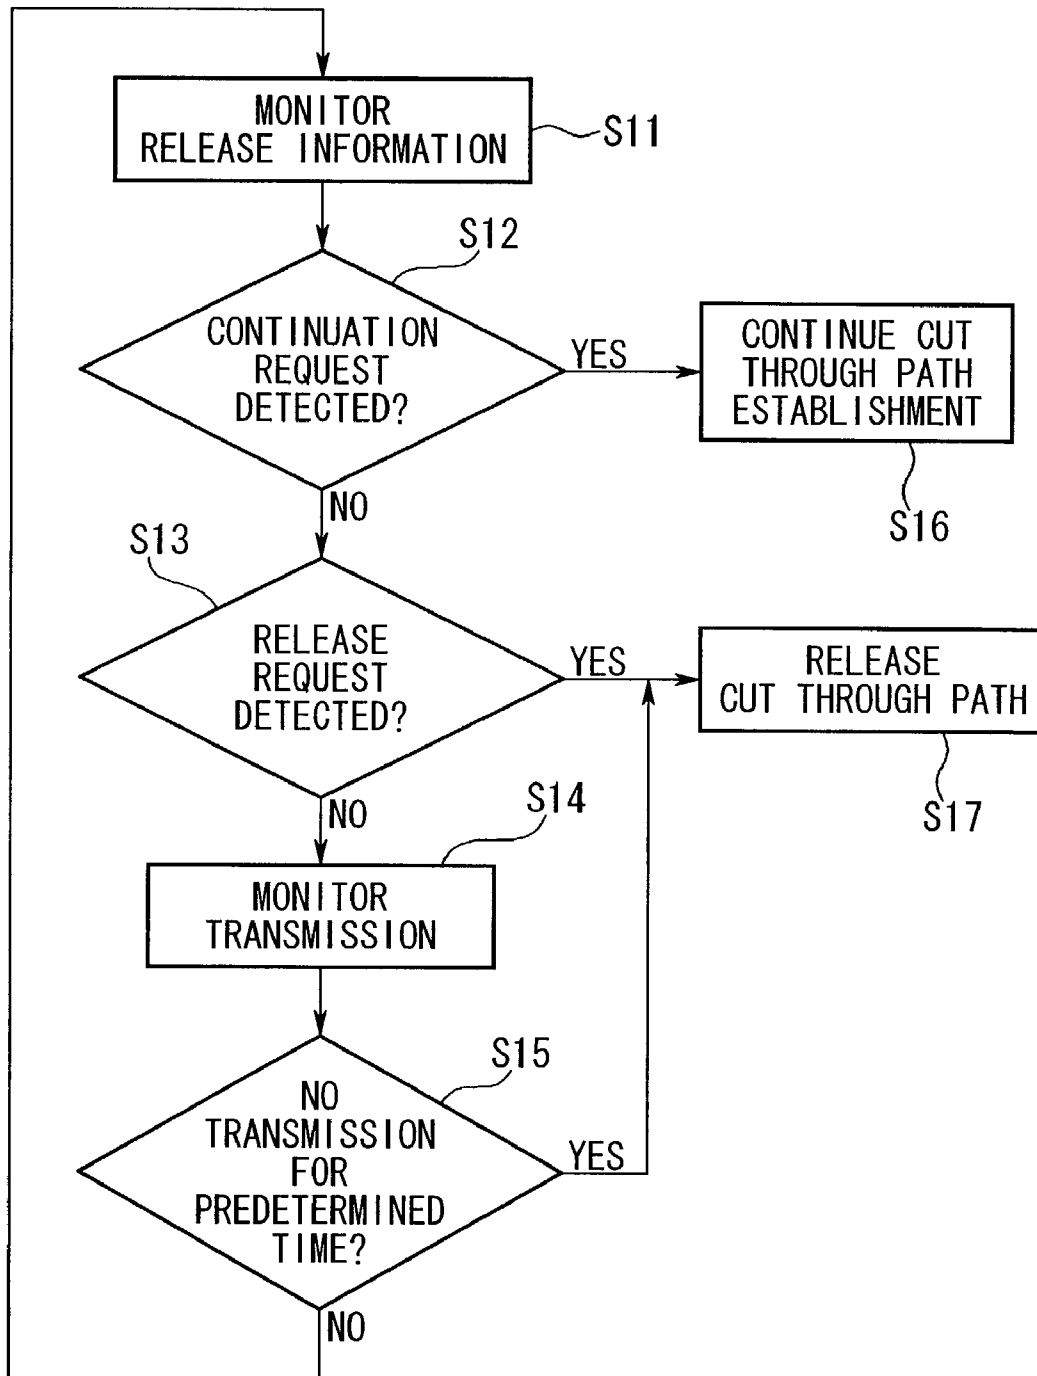 MONITOR
RELEASE INFORMATION
S11
S12
CONTINUATION
REQUEST
DETECTED?
YES
CONTINUE CUT
THROUGH PATH
ESTABLISHMENT
S16
NO
S13
RELEASE
REQUEST
DETECTED?
YES
RELEASE
CUT THROUGH PATH
S17
NO
S14
MONITOR
TRANSMISSION
S15
NO
TRANSMISSION
FOR
PREDETERMINED
TIME?
YES
NO